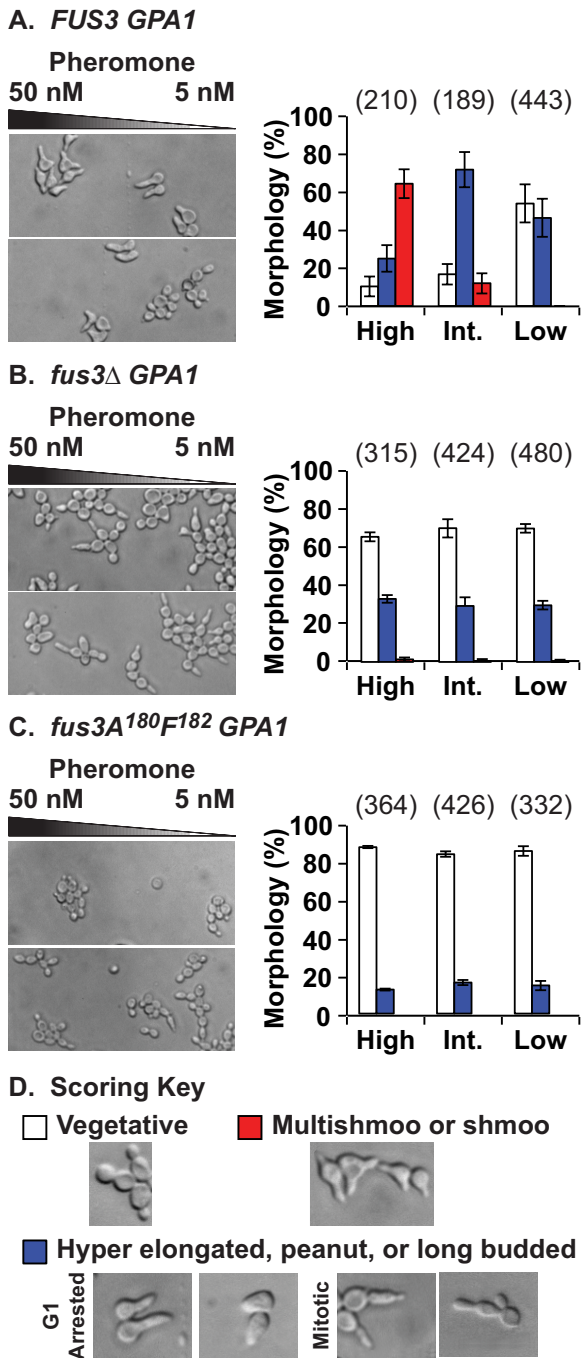 A. FUS3 GPA1
Pheromone
50 nM 5 nM
(210) (189) (443)
Morphology (%)
100
80
60
40
20
0
High Int. Low
B. fus3Δ GPA1
Pheromone
50 nM 5 nM
(315) (424) (480)
Morphology (%)
100
80
60
40
20
0
High Int. Low
C. fus3A¹⁸⁰F¹⁸² GPA1
Pheromone
50 nM 5 nM
(364) (426) (332)
Morphology (%)
100
80
60
40
20
0
High Int. Low
D. Scoring Key
Vegetative
Multishmoo or shmoo
Hyper elongated, peanut, or long budded
G1
Arrested
Mitotic